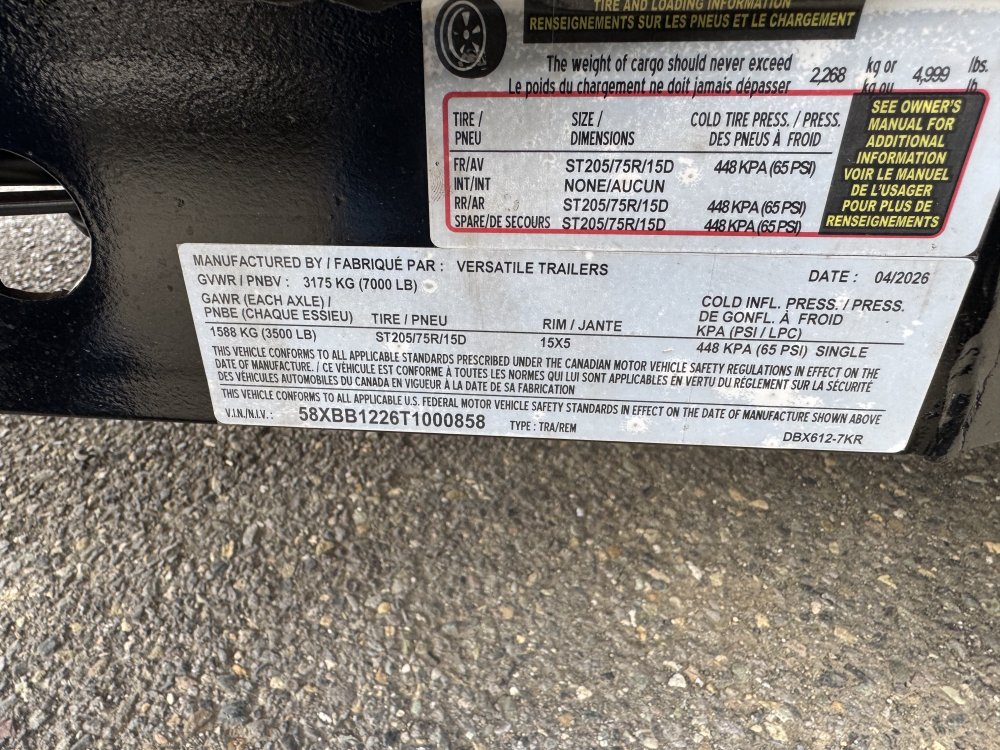 TIRE AND LOADING INFORMATION
RENSEIGNEMENTS SUR LES PNEUS ET LE CHARGEMENT
The weight of cargo should never exceed
Le poids du chargement ne doit jamais dépasser
2,268 kg or 4,999 lbs.
kg ou lb
TIRE / SIZE / COLD TIRE PRESS. / PRESS.
PNEU DIMENSIONS DES PNEUS À FROID
FR/AV ST205/75R/15D 448 KPA (65 PSI)
INT/INT NONE/AUCUN
RR/AR ST205/75R/15D 448 KPA (65 PSI)
SPARE/DE SECOURS ST205/75R/15D 448 KPA (65 PSI)
SEE OWNER'S
MANUAL FOR
ADDITIONAL
INFORMATION
VOIR LE MANUEL
DE L'USAGER
POUR PLUS DE
RENSEIGNEMENTS
MANUFACTURED BY / FABRIQUÉ PAR : VERSATILE TRAILERS DATE : 04/2026
GVWR / PNBV : 3175 KG (7000 LB)
GAWR (EACH AXLE) / COLD INFL. PRESS. / PRESS.
PNBE (CHAQUE ESSIEU) TIRE / PNEU RIM / JANTE DE GONFL. À FROID
KPA (PSI / LPC)
1588 KG (3500 LB) ST205/75R/15D 15X5 448 KPA (65 PSI) SINGLE
THIS VEHICLE CONFORMS TO ALL APPLICABLE STANDARDS PRESCRIBED UNDER THE CANADIAN MOTOR VEHICLE SAFETY REGULATIONS IN EFFECT ON THE
DATE OF MANUFACTURE. / CE VÉHICULE EST CONFORME À TOUTES LES NORMES QUI LUI SONT APPLICABLES EN VERTU DU RÈGLEMENT SUR LA SÉCURITÉ
DES VÉHICULES AUTOMOBILES DU CANADA EN VIGUEUR À LA DATE DE SA FABRICATION
THIS VEHICLE CONFORMS TO ALL APPLICABLE U.S. FEDERAL MOTOR VEHICLE SAFETY STANDARDS IN EFFECT ON THE DATE OF MANUFACTURE SHOWN ABOVE
V.I.N./N.I.V.: 58XBB1226T1000858 TYPE : TRA/REM DBX612-7KR